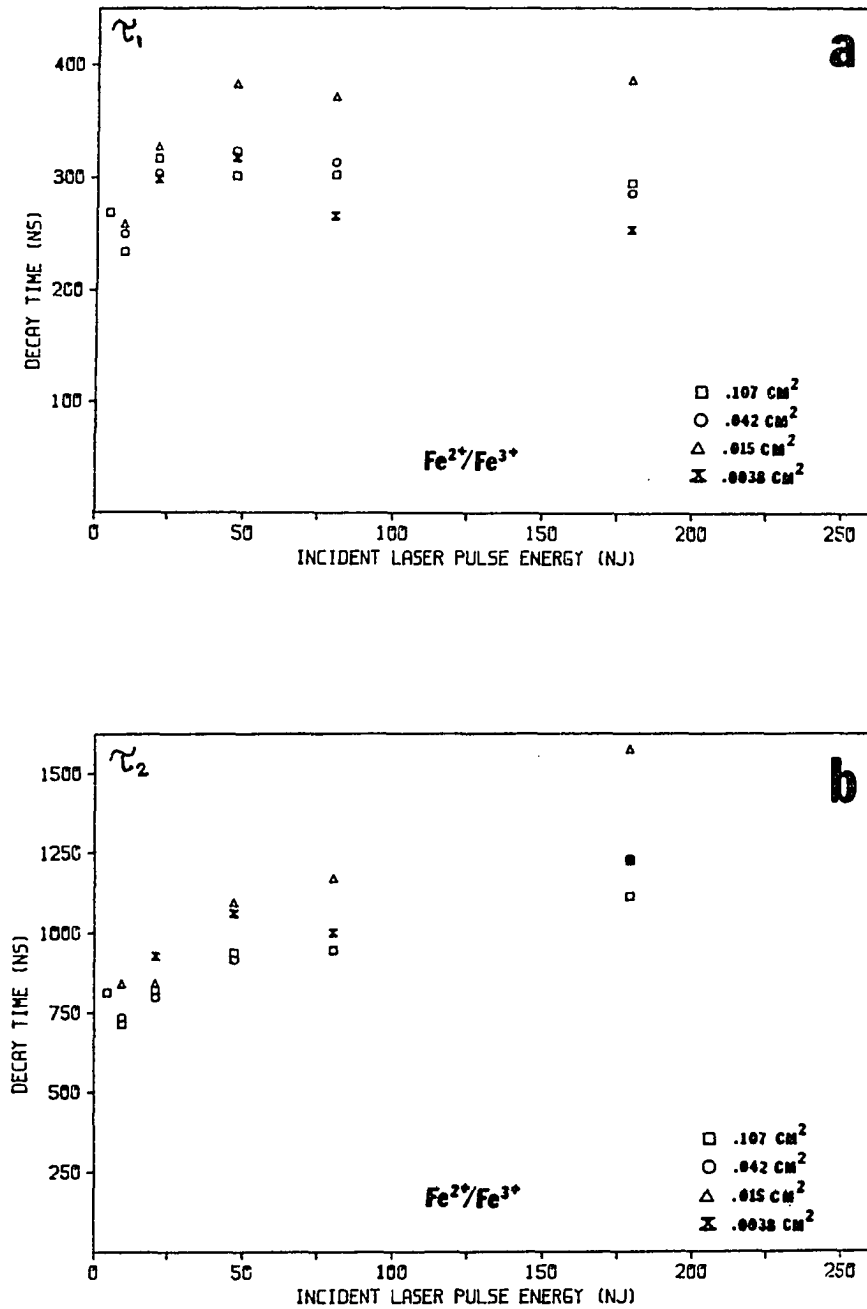 τ₁
a
400
300
200
100
DECAY TIME (NS)
□ .107 CM²
○ .042 CM²
△ .015 CM²
⧖ .0038 CM²
Fe²⁺/Fe³⁺
0 50 100 150 200 250
INCIDENT LASER PULSE ENERGY (NJ)
τ₂
b
1500
1250
1000
750
500
250
DECAY TIME (NS)
□ .107 CM²
○ .042 CM²
△ .015 CM²
⧖ .0038 CM²
Fe²⁺/Fe³⁺
0 50 100 150 200 250
INCIDENT LASER PULSE ENERGY (NJ)